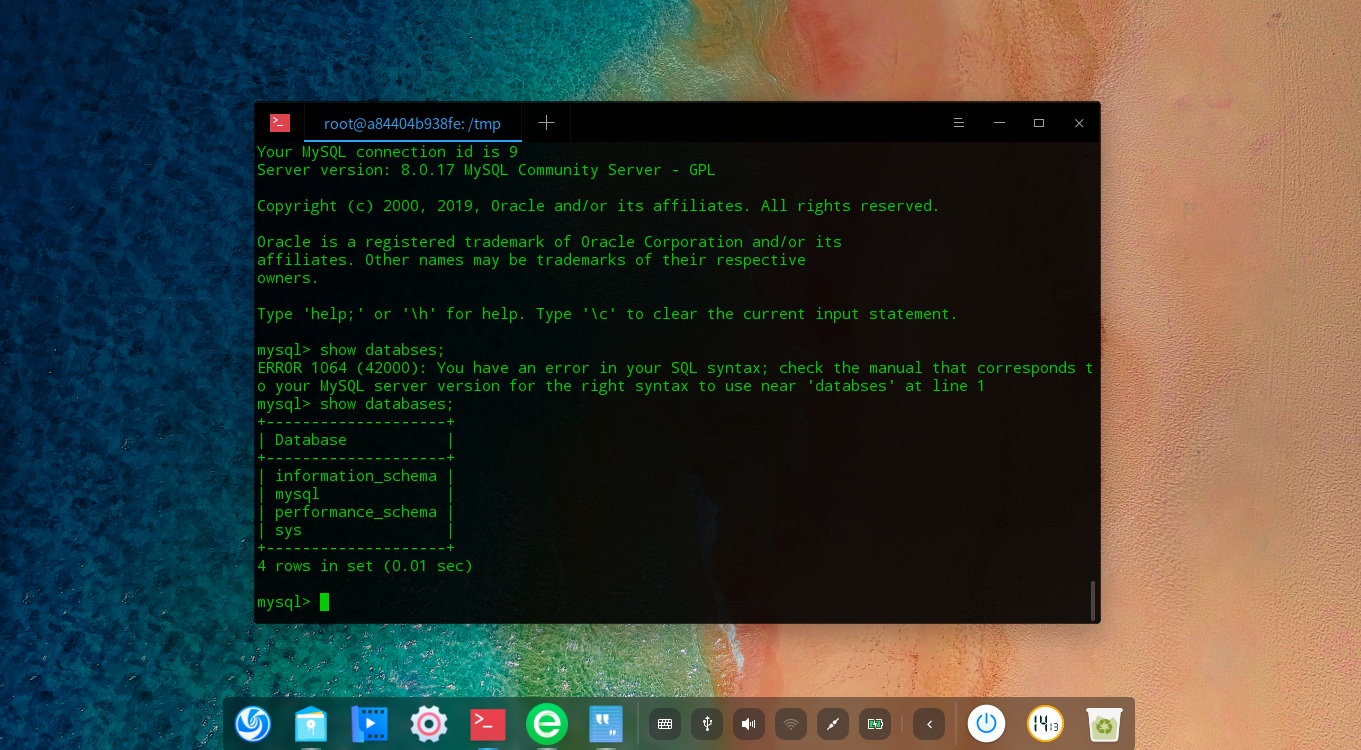 root@a84404b938fe: /tmp
Your MySQL connection id is 9
Server version: 8.0.17 MySQL Community Server - GPL
Copyright (c) 2000, 2019, Oracle and/or its affiliates. All rights reserved.
Oracle is a registered trademark of Oracle Corporation and/or its
affiliates. Other names may be trademarks of their respective
owners.
Type 'help;' or '\h' for help. Type '\c' to clear the current input statement.
mysql> show databses;
ERROR 1064 (42000): You have an error in your SQL syntax; check the manual that corresponds t
o your MySQL server version for the right syntax to use near 'databses' at line 1
mysql> show databases;
+--------------------+
| Database           |
+--------------------+
| information_schema |
| mysql              |
| performance_schema |
| sys                |
+--------------------+
4 rows in set (0.01 sec)
mysql>
14 13